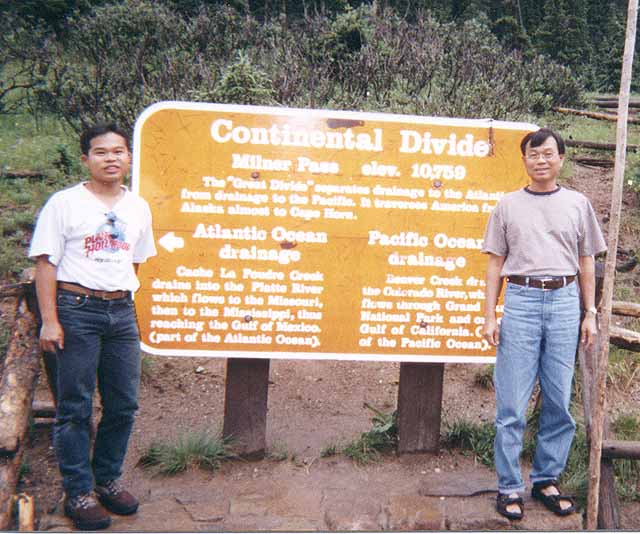 Continental Divide
Milner Pass elev. 10,759
The "Great Divide" separates drainage to the Atlantic
from drainage to the Pacific. It traverses America from
Alaska almost to Cape Horn.
Atlantic Ocean
drainage
Cache La Poudre Creek
drains into the Platte River
which flows to the Missouri,
then to the Mississippi, thus
reaching the Gulf of Mexico.
(part of the Atlantic Ocean).
Pacific Ocean
drainage
Beaver Creek
the Colorado River,
flows through Grand
National Park and
Gulf of California.
of the Pacific Ocean).
PLANET
HOLLYWOOD